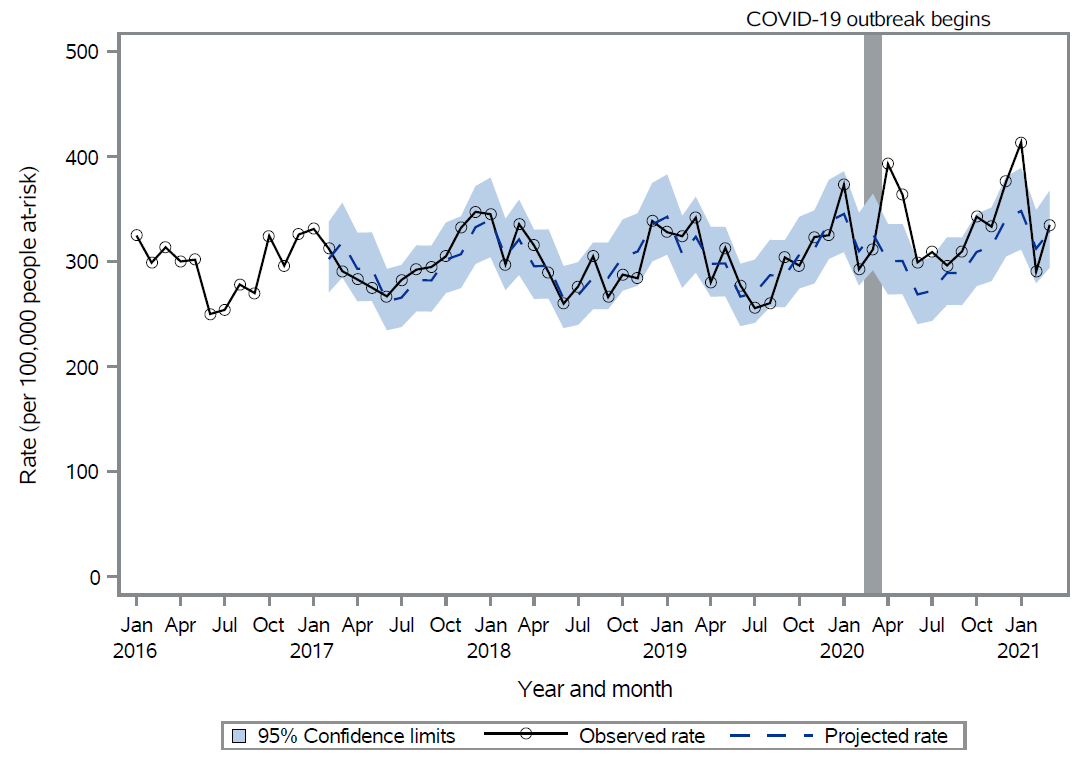 COVID-19 outbreak begins
500
400
300
200
100
0
Rate (per 100,000 people at-risk)
Jan Apr Jul Oct Jan Apr Jul Oct Jan Apr Jul Oct Jan Apr Jul Oct Jan Apr Jul Oct Jan
2016 2017 2018 2019 2020 2021
Year and month
95% Confidence limits Observed rate Projected rate